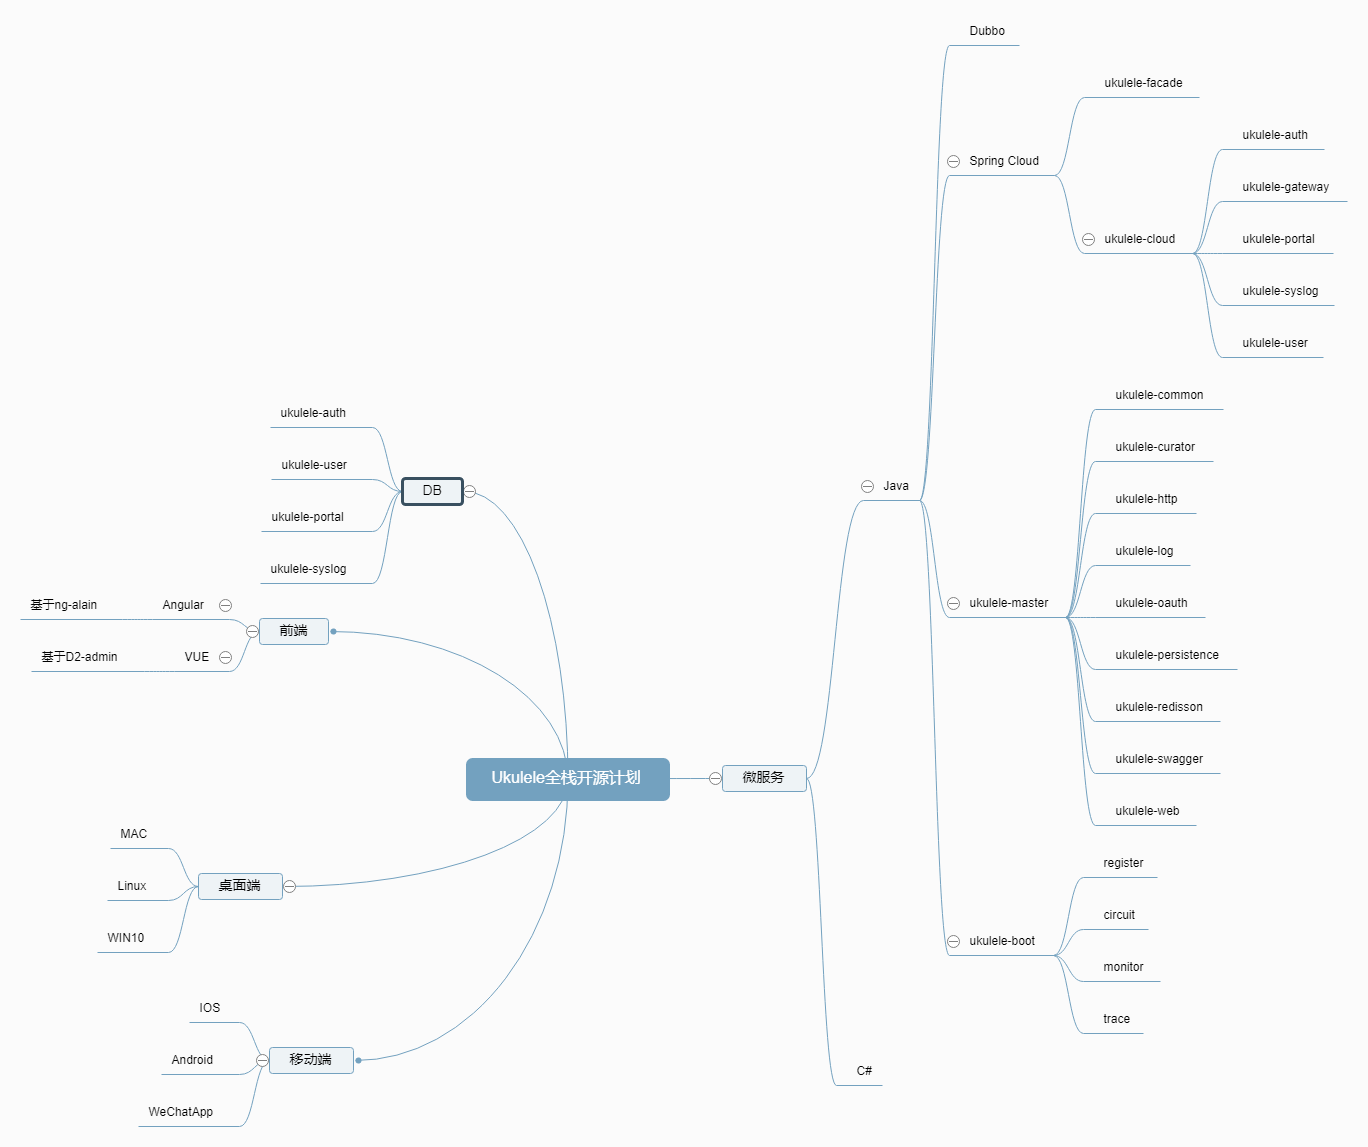 Ukulele全栈开源计划
微服务
Java
Dubbo
Spring Cloud
ukulele-facade
ukulele-cloud
ukulele-auth
ukulele-gateway
ukulele-portal
ukulele-syslog
ukulele-user
ukulele-master
ukulele-common
ukulele-curator
ukulele-http
ukulele-log
ukulele-oauth
ukulele-persistence
ukulele-redisson
ukulele-swagger
ukulele-web
ukulele-boot
register
circuit
monitor
trace
C#
DB
ukulele-auth
ukulele-user
ukulele-portal
ukulele-syslog
前端
Angular
基于ng-alain
VUE
基于D2-admin
桌面端
MAC
Linux
WIN10
移动端
IOS
Android
WeChatApp